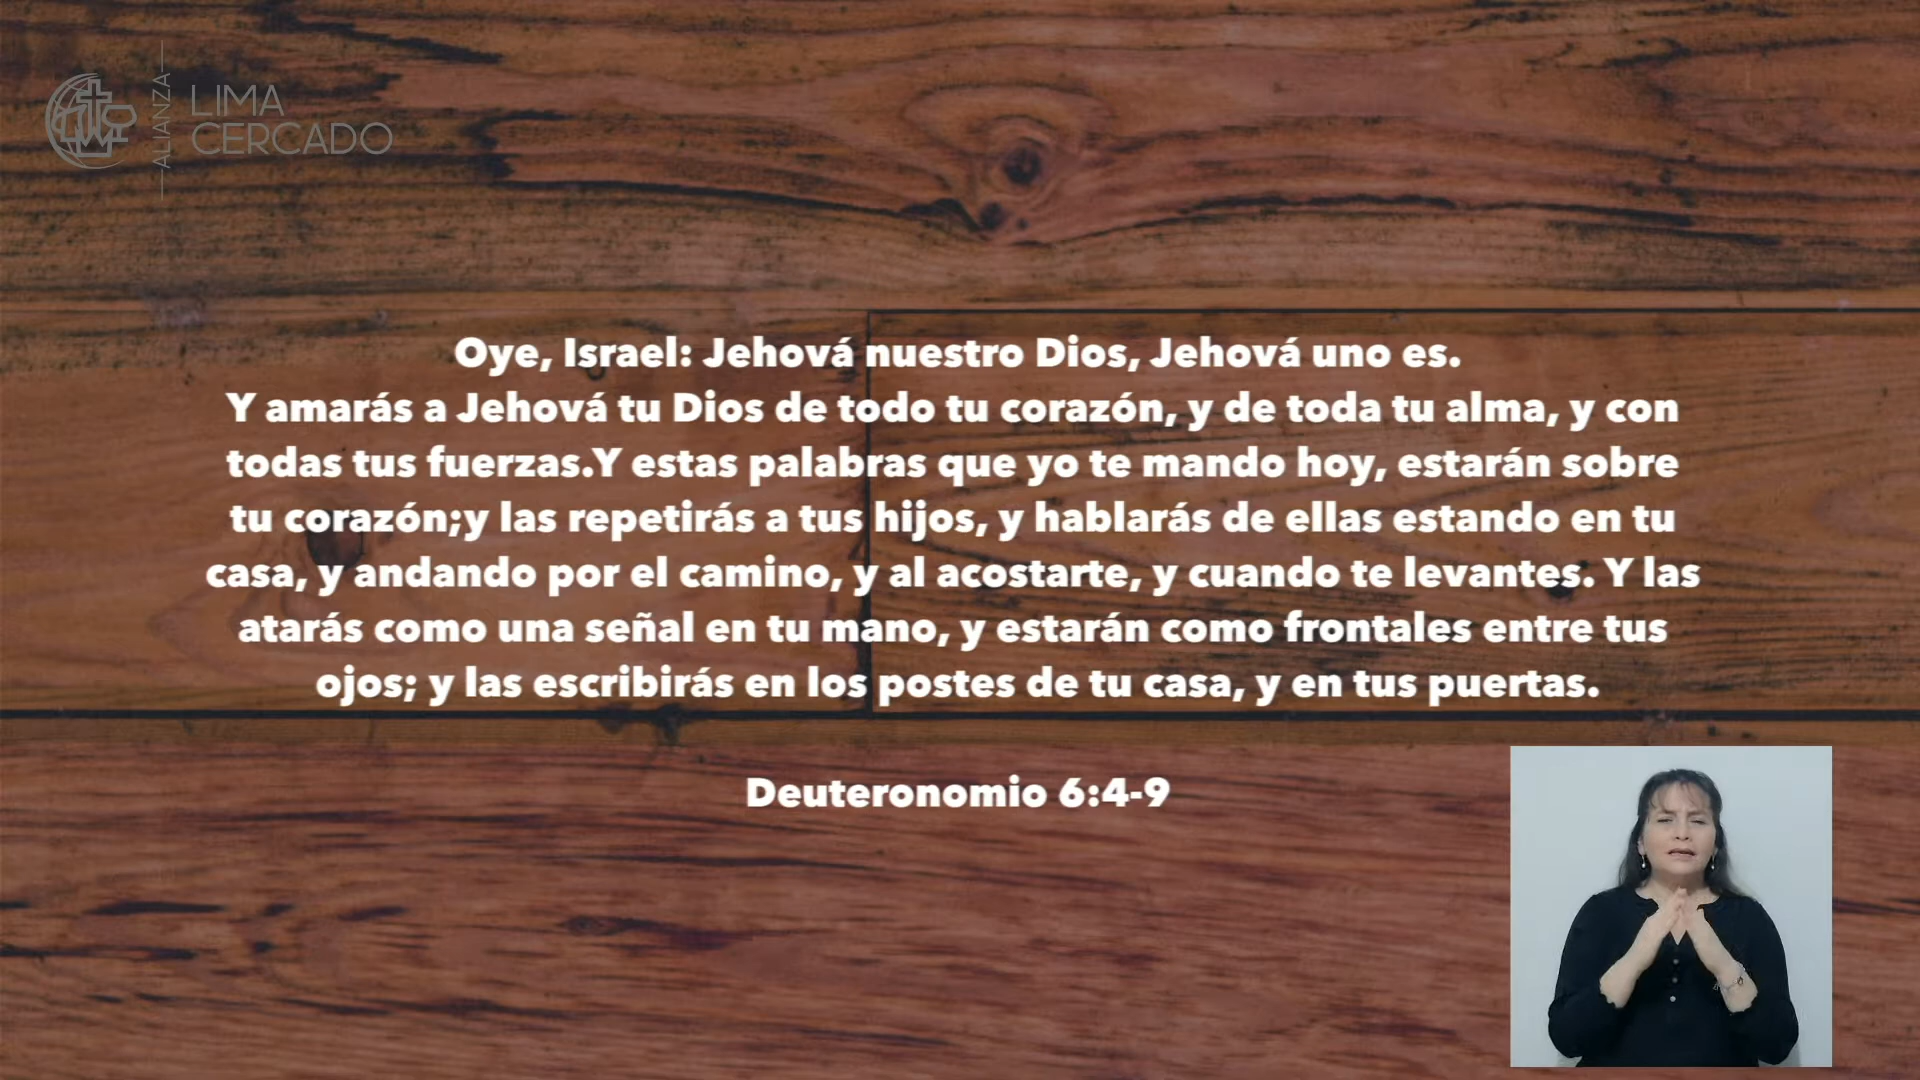 ALIANZA
LIMA
CERCADO
Oye, Israel: Jehová nuestro Dios, Jehová uno es.
Y amarás a Jehová tu Dios de todo tu corazón, y de toda tu alma, y con
todas tus fuerzas.Y estas palabras que yo te mando hoy, estarán sobre
tu corazón;y las repetirás a tus hijos, y hablarás de ellas estando en tu
casa, y andando por el camino, y al acostarte, y cuando te levantes. Y las
atarás como una señal en tu mano, y estarán como frontales entre tus
ojos; y las escribirás en los postes de tu casa, y en tus puertas.
Deuteronomio 6:4-9